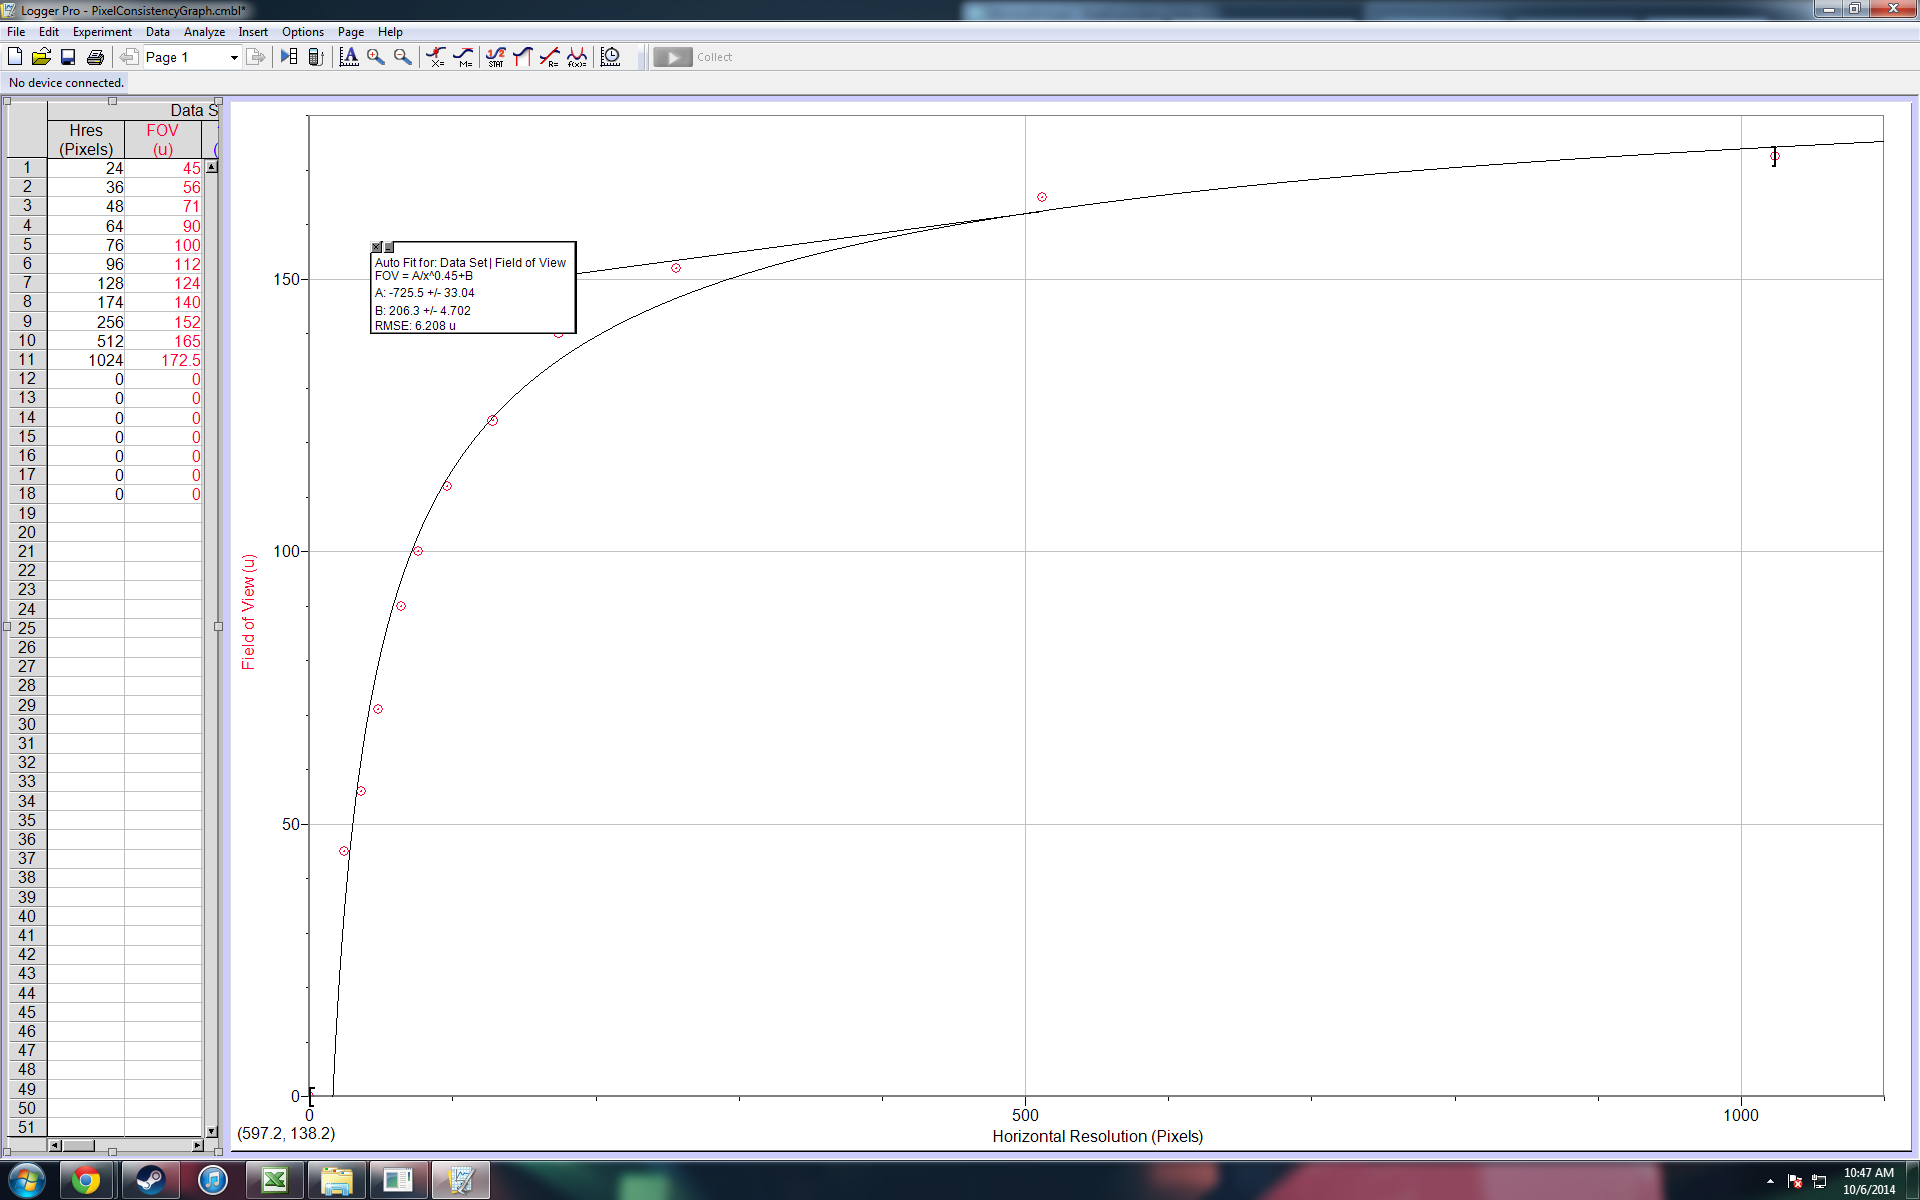 Logger Pro - PixelConsistencyGraph.cmbl*
File Edit Experiment Data Analyze Insert Options Page Help
Page 1
X=
M=
1/2
STAT
R=
f(x)=
Collect
No device connected.
Data S
Hres FOV
(Pixels) (u) (
1 24 45
2 36 56
3 48 71
4 64 90
5 76 100
6 96 112
7 128 124
8 174 140
9 256 152
10 512 165
11 1024 172.5
12 0 0
13 0 0
14 0 0
15 0 0
16 0 0
17 0 0
18 0 0
19
20
21
22
23
24
25
26
27
28
29
30
31
32
33
34
35
36
37
38
39
40
41
42
43
44
45
46
47
48
49
50
51
Field of View (u)
150
100
50
0
Auto Fit for: Data Set | Field of View
FOV = A/x^0.45+B
A: -725.5 +/- 33.04
B: 206.3 +/- 4.702
RMSE: 6.208 u
0 500 1000
(597.2, 138.2)
Horizontal Resolution (Pixels)
10:47 AM
10/6/2014